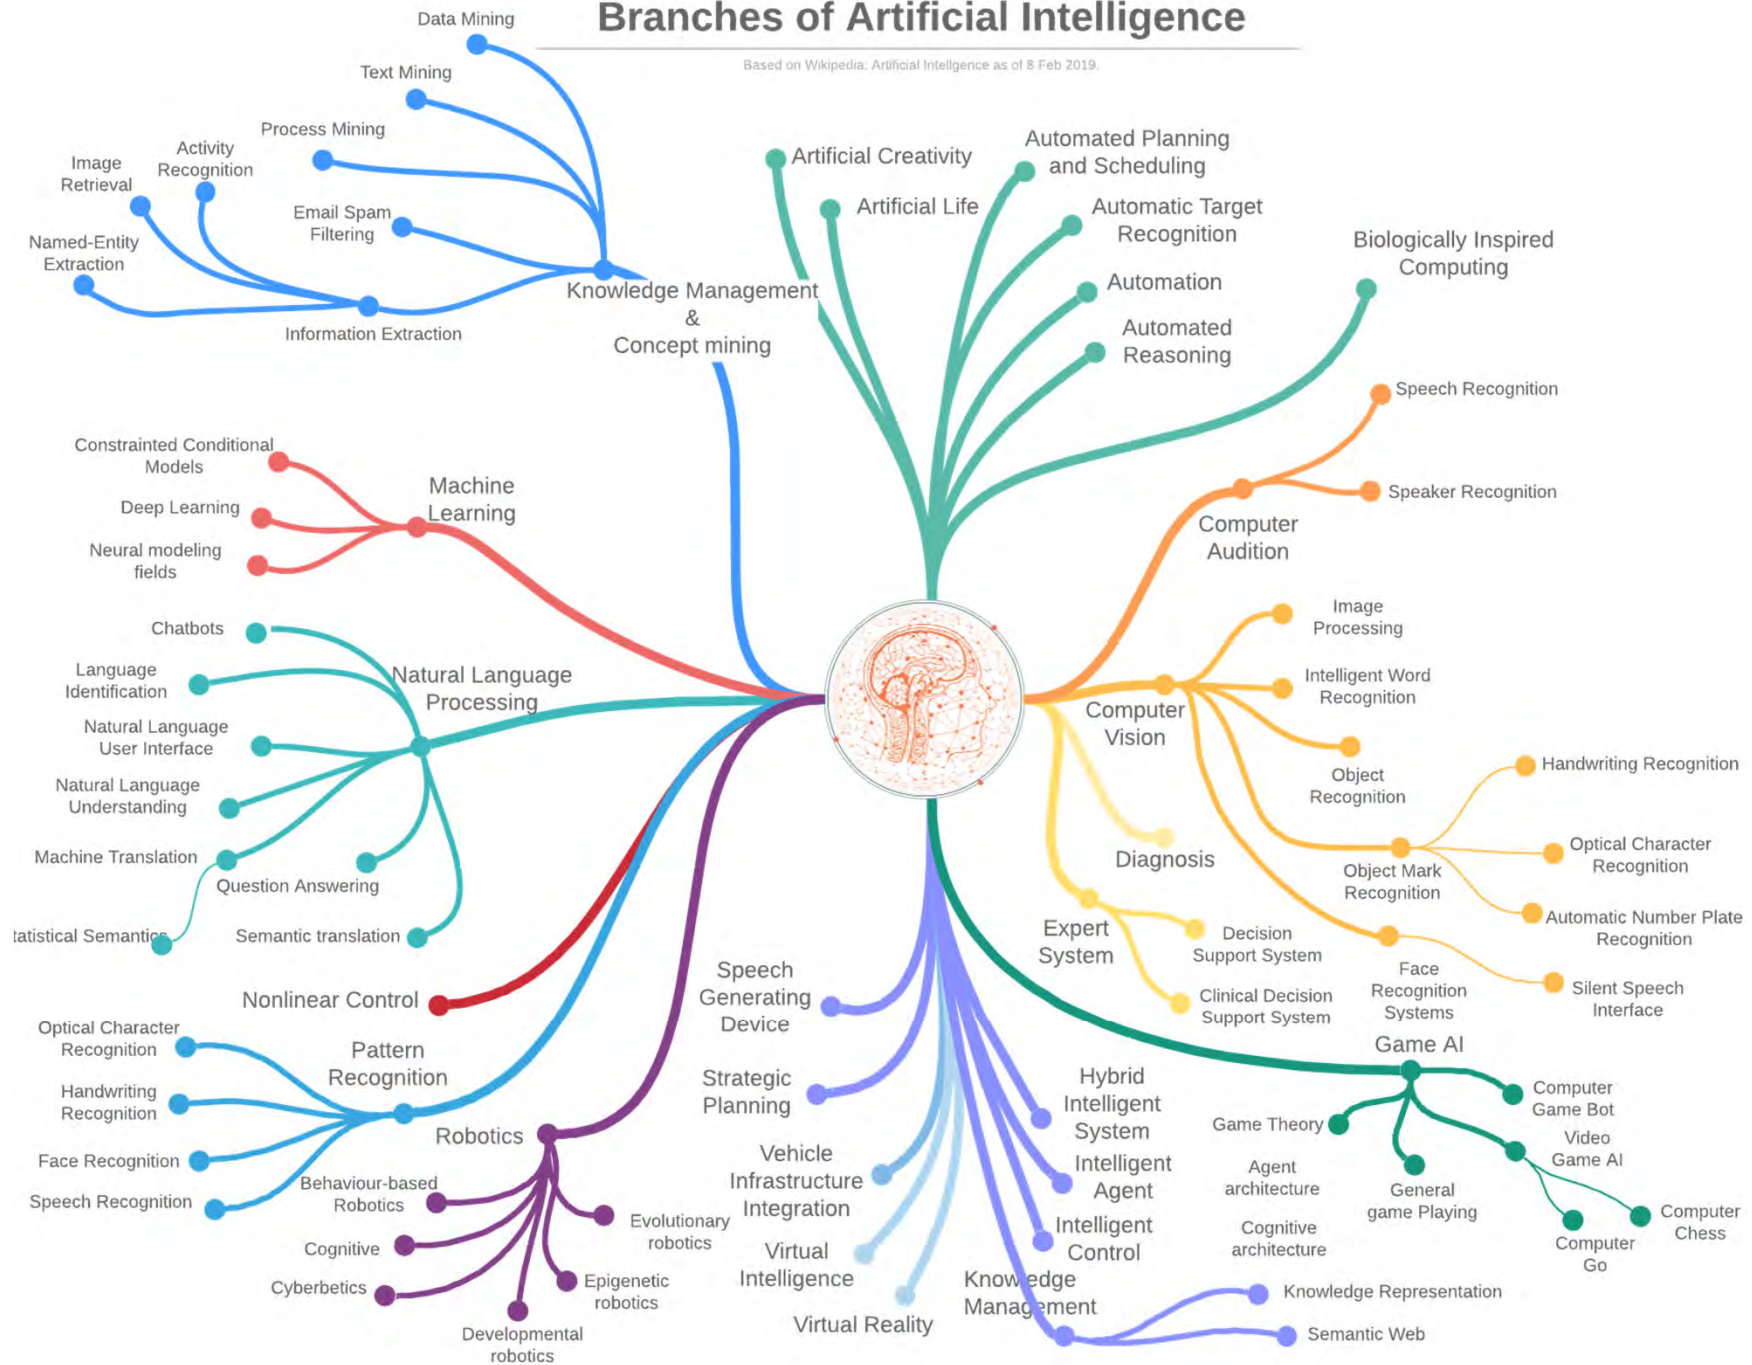 Branches of Artificial Intelligence
Based on Wikipedia: Artificial Intellgence as of 8 Feb 2019.
Data Mining
Text Mining
Process Mining
Activity
Recognition
Image
Retrieval
Email Spam
Filtering
Named-Entity
Extraction
Information Extraction
Knowledge Management
&
Concept mining
Artificial Creativity
Artificial Life
Automated Planning
and Scheduling
Automatic Target
Recognition
Automation
Automated
Reasoning
Biologically Inspired
Computing
Speech Recognition
Speaker Recognition
Computer
Audition
Constrainted Conditional
Models
Deep Learning
Neural modeling
fields
Machine
Learning
Chatbots
Language
Identification
Natural Language
User Interface
Natural Language
Understanding
Machine Translation
Question Answering
tatistical Semantics
Semantic translation
Natural Language
Processing
Image
Processing
Intelligent Word
Recognition
Computer
Vision
Object
Recognition
Handwriting Recognition
Object Mark
Recognition
Optical Character
Recognition
Automatic Number Plate
Recognition
Face
Recognition
Systems
Silent Speech
Interface
Diagnosis
Expert
System
Decision
Support System
Clinical Decision
Support System
Nonlinear Control
Optical Character
Recognition
Pattern
Recognition
Handwriting
Recognition
Face Recognition
Speech Recognition
Robotics
Behaviour-based
Robotics
Cognitive
Cyberbetics
Developmental
robotics
Epigenetic
robotics
Evolutionary
robotics
Speech
Generating
Device
Strategic
Planning
Vehicle
Infrastructure
Integration
Virtual
Intelligence
Virtual Reality
Hybrid
Intelligent
System
Intelligent
Agent
Intelligent
Control
Knowledge
Management
Knowledge Representation
Semantic Web
Game AI
Computer
Game Bot
Game Theory
Video
Game AI
Agent
architecture
General
game Playing
Cognitive
architecture
Computer
Go
Computer
Chess